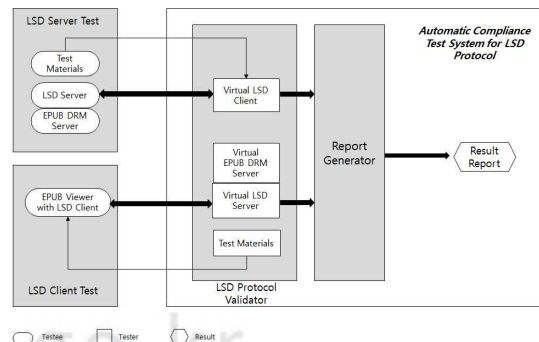 LSD Server Test
Test
Materials
LSD Server
EPUB DRM
Server
EPUB Viewer
with LSD Client
LSD Client Test
Virtual LSD
Client
Virtual
EPUB DRM
Server
Virtual LSD
Server
Test Materials
LSD Protocol
Validator
Report
Generator
Automatic Compliance
Test System for LSD
Protocol
Result
Report
Testee
Tester
Result